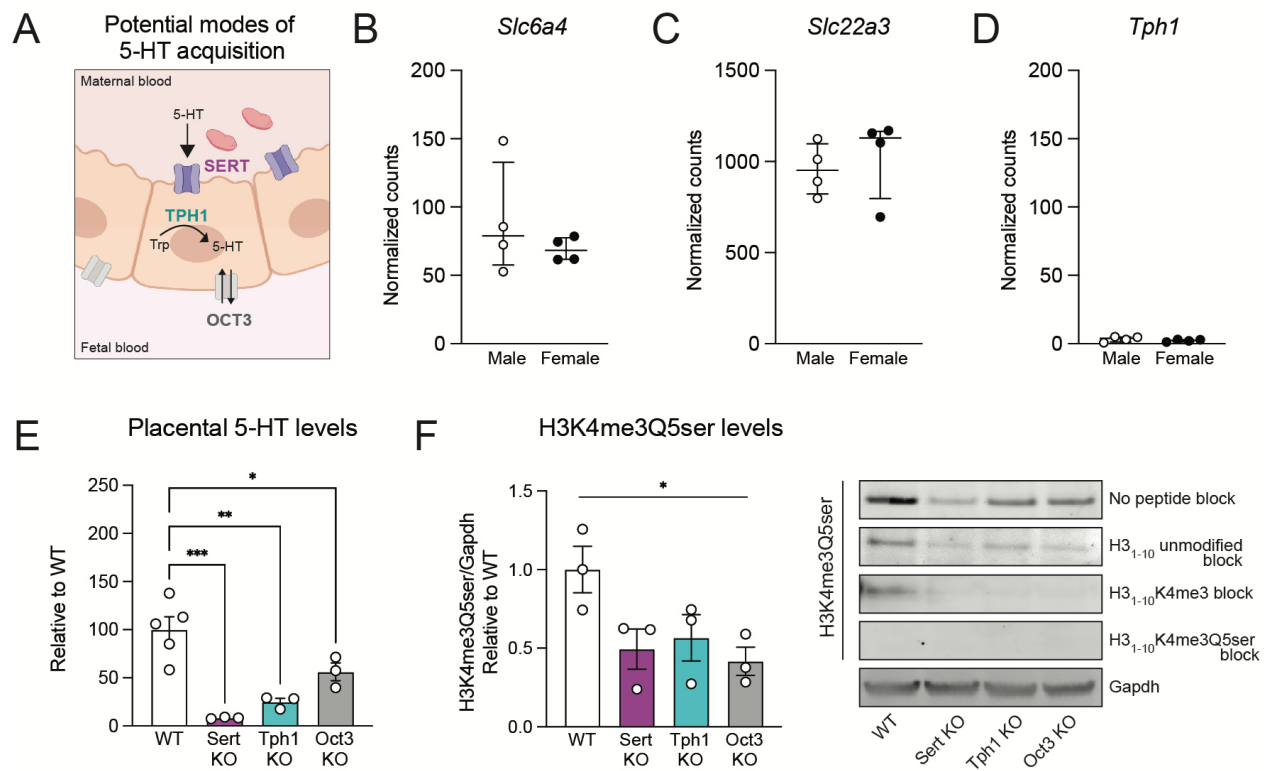 A
Potential modes of
5-HT acquisition
Maternal blood
5-HT
SERT
TPH1
Trp
5-HT
OCT3
Fetal blood
B
Slc6a4
Normalized counts
200
150
100
50
0
Male
Female
C
Slc22a3
Normalized counts
1500
1000
500
0
Male
Female
D
Tph1
Normalized counts
200
150
100
50
0
Male
Female
E
Placental 5-HT levels
Relative to WT
250
200
150
100
50
0
*
**
***
WT
Sert
KO
Tph1
KO
Oct3
KO
F
H3K4me3Q5ser levels
H3K4me3Q5ser/Gapdh
Relative to WT
1.5
1.0
0.5
0.0
*
WT
Sert
KO
Tph1
KO
Oct3
KO
H3K4me3Q5ser
No peptide block
H3₁₋₁₀ unmodified
block
H3₁₋₁₀K4me3 block
H3₁₋₁₀K4me3Q5ser
block
Gapdh
WT
Sert KO
Tph1 KO
Oct3 KO